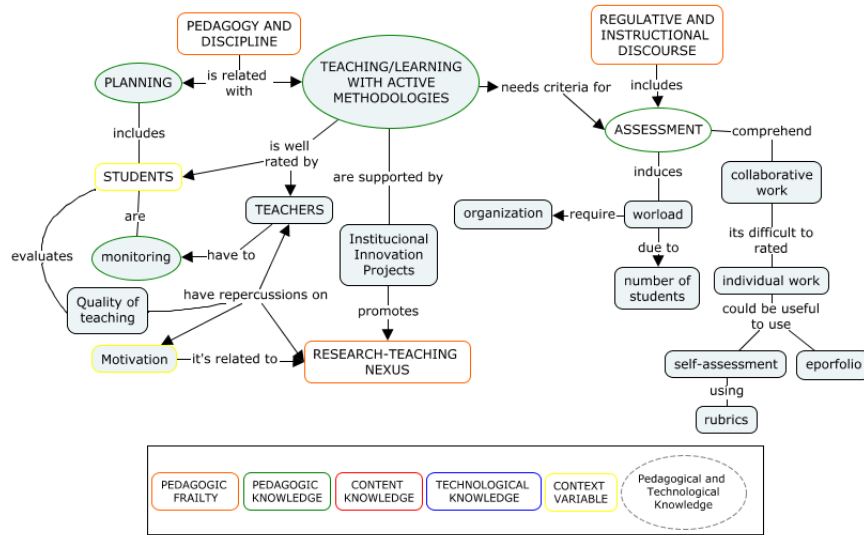 PEDAGOGY AND
DISCIPLINE
REGULATIVE AND
INSTRUCTIONAL
DISCOURSE
PLANNING
is related
with
TEACHING/LEARNING
WITH ACTIVE
METHODOLOGIES
needs criteria for
includes
ASSESSMENT
comprehend
includes
is well
rated by
STUDENTS
are supported by
induces
collaborative
work
TEACHERS
organization
require
worload
are
its difficult to
rated
monitoring
have to
Institucional
Innovation
Projects
due to
evaluates
number of
students
individual work
Quality of
teaching
have repercussions on
could be useful
to use
promotes
Motivation
it's related to
RESEARCH-TEACHING
NEXUS
self-assessment
eporfolio
using
rubrics
PEDAGOGIC
FRAILTY
PEDAGOGIC
KNOWLEDGE
CONTENT
KNOWLEDGE
TECHNOLOGICAL
KNOWLEDGE
CONTEXT
VARIABLE
Pedagogical and
Technological
Knowledge